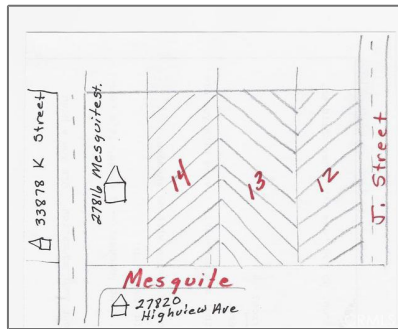 33878 K Street
27816 Mesquite st.
14
13
12
J. Street
Mesquite
27820
Highview Ave